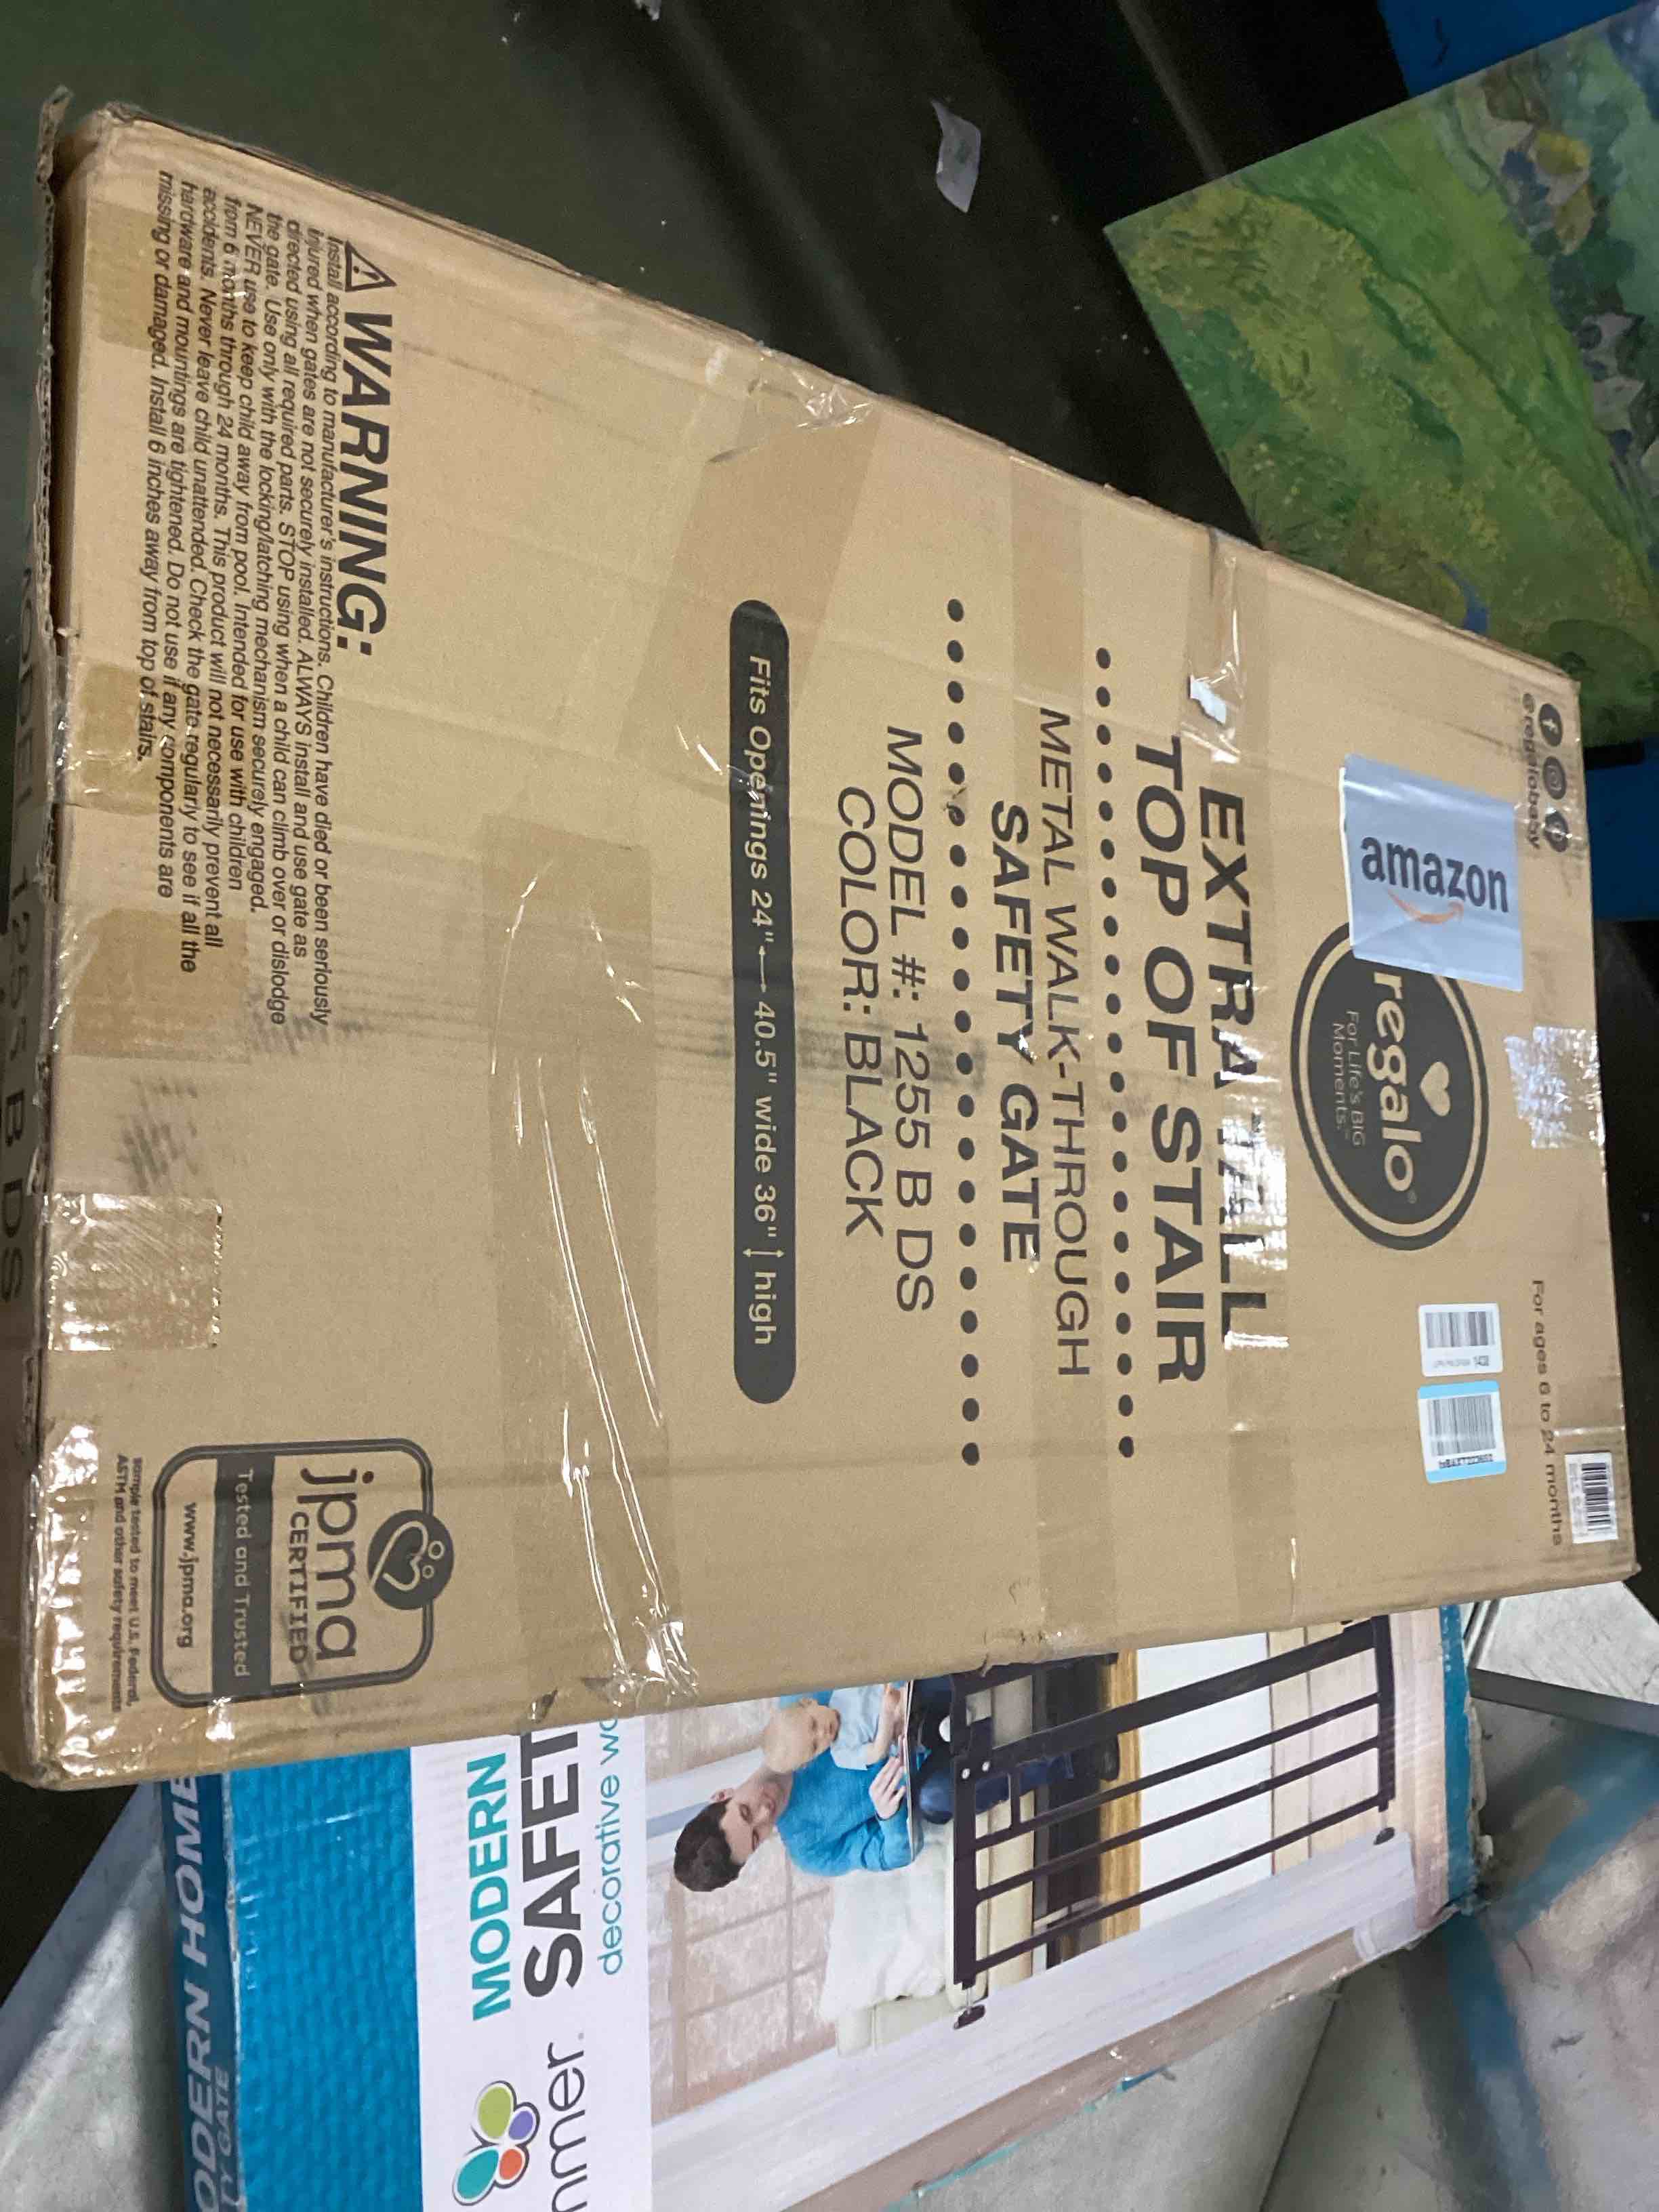 @regalobaby
For ages 6 to 24 months
amazon
regalo®
For Life's BIG
Moments.™
EXTRA TALL
TOP OF STAIR
METAL WALK-THROUGH
SAFETY GATE
MODEL #: 1255 B DS
COLOR: BLACK
Fits Openings 24"↔40.5" wide 36"↕high
⚠ WARNING:
Install according to manufacturer's instructions. Children have died or been seriously
injured when gates are not securely installed. ALWAYS install and use gate as
directed using all required parts. STOP using when a child can climb over or dislodge
the gate. Use only with the locking/latching mechanism securely engaged.
NEVER use to keep child away from pool. Intended for use with children
from 6 months through 24 months. This product will not necessarily prevent all
accidents. Never leave child unattended. Check the gate regularly to see if all the
hardware and mountings are tightened. Do not use if any components are
missing or damaged. Install 6 inches away from top of stairs.
jpma
CERTIFIED
Tested and Trusted
www.jpma.org
sample tested to meet U.S. Federal,
ASTM and other safety requirements
MODEL 1255 B DS
mmer.
MODERN
SAFET
decorative wo
MODERN HOME
Y GATE